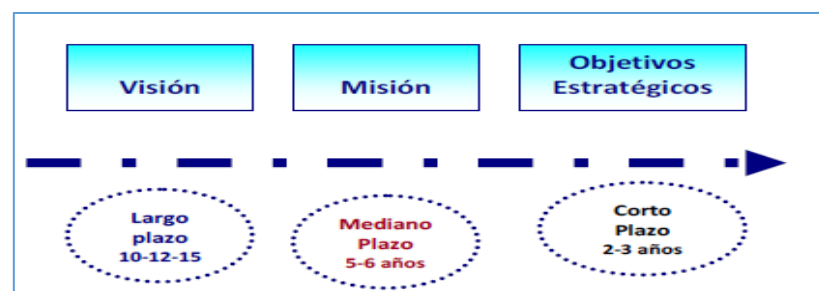 Visión
Misión
Objetivos
Estratégicos
Largo
plazo
10-12-15
Mediano
Plazo
5-6 años
Corto
Plazo
2-3 años